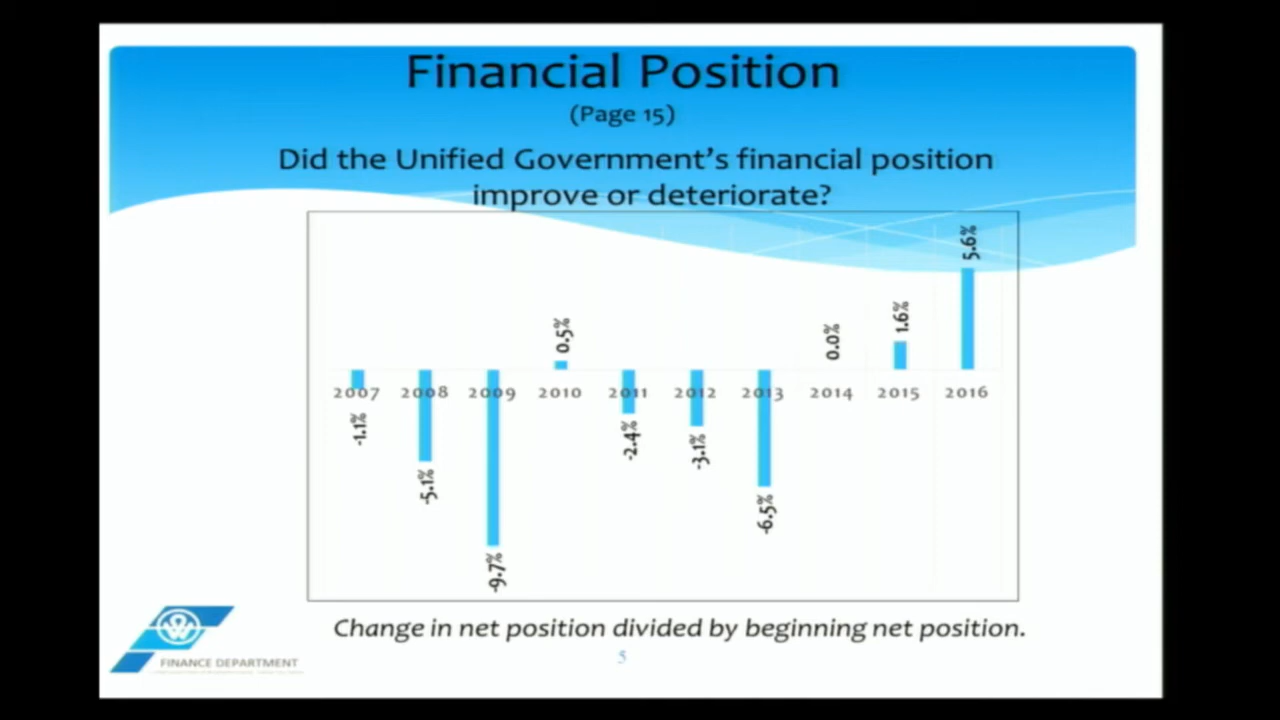 Financial Position
(Page 15)
Did the Unified Government's financial position
improve or deteriorate?
5.6%
1.6%
0.5%
0.0%
2007 2008 2009 2010 2011 2012 2013 2014 2015 2016
-1.1%
-2.4%
-3.1%
-5.1%
-6.5%
-9.7%
Change in net position divided by beginning net position.
5
FINANCE DEPARTMENT